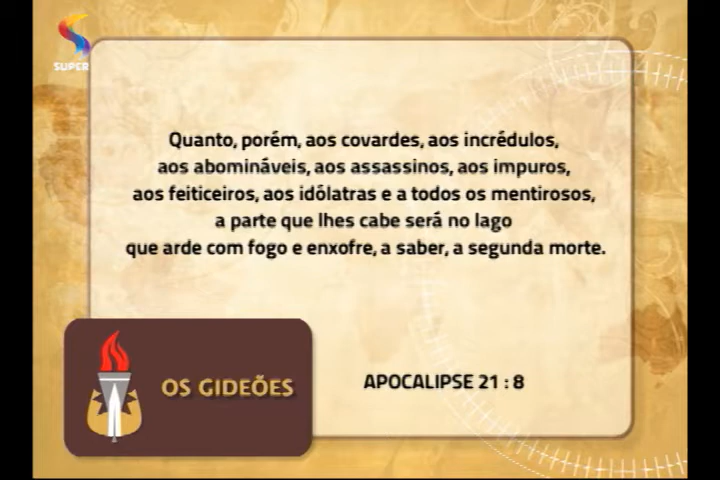 SUPER
Quanto, porém, aos covardes, aos incrédulos,
aos abomináveis, aos assassinos, aos impuros,
aos feiticeiros, aos idólatras e a todos os mentirosos,
a parte que lhes cabe será no lago
que arde com fogo e enxofre, a saber, a segunda morte.
OS GIDEÕES
APOCALIPSE 21 : 8